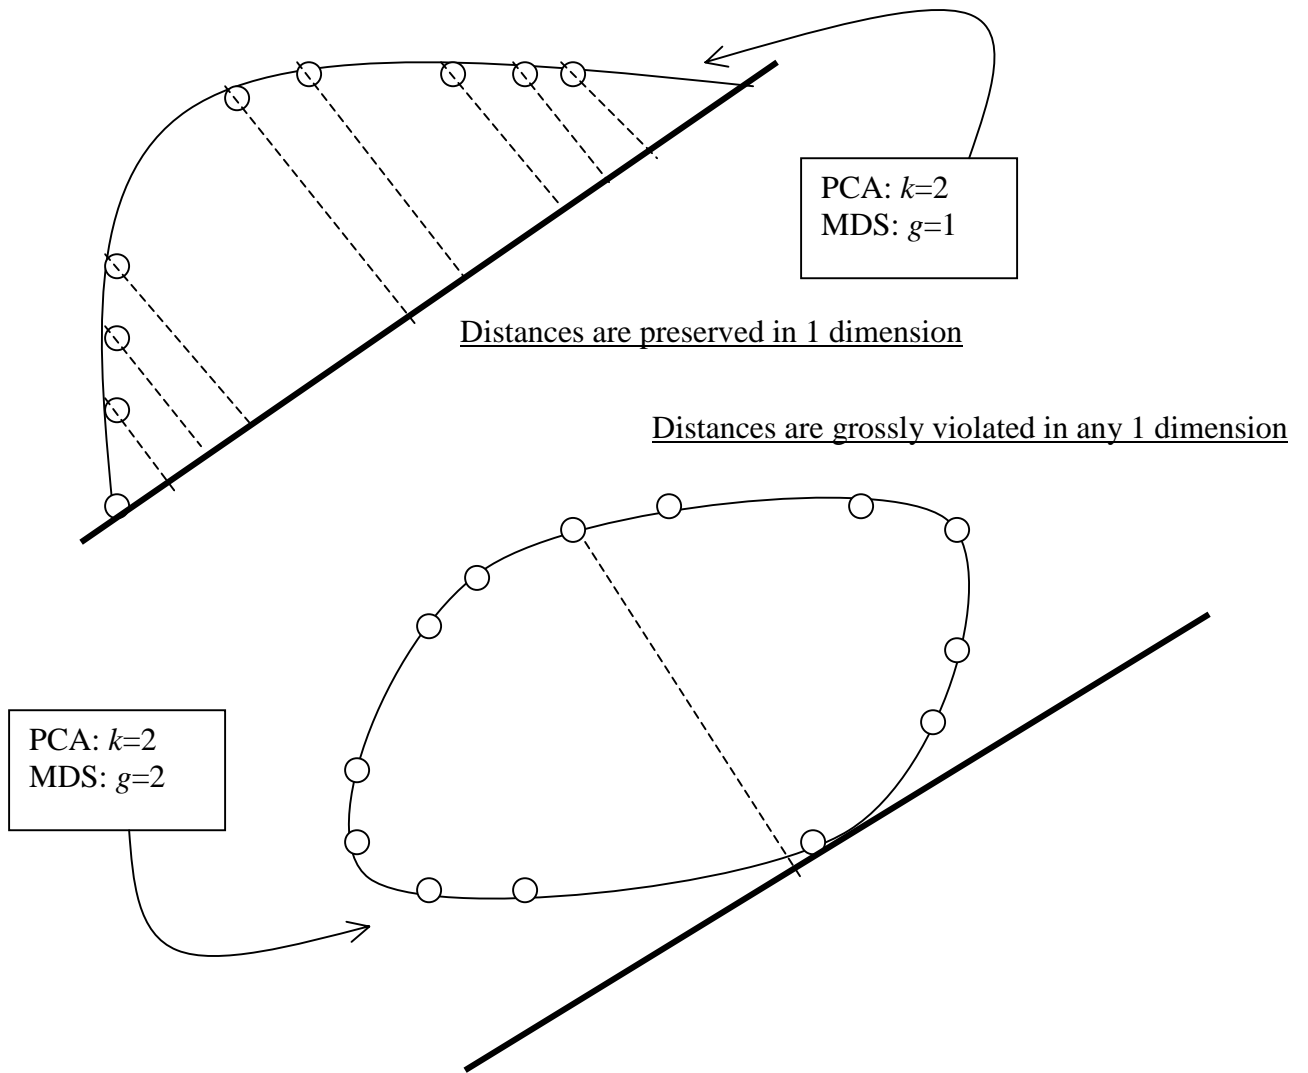 PCA: k=2
MDS: g=1
Distances are preserved in 1 dimension
Distances are grossly violated in any 1 dimension
PCA: k=2
MDS: g=2